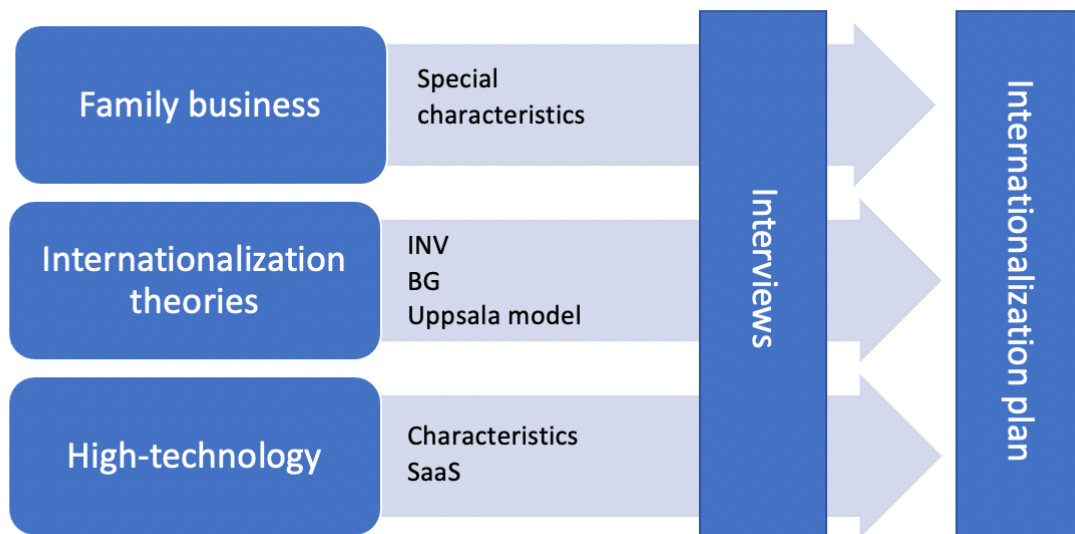 Family business
Special
characteristics
Internationalization
theories
INV
BG
Uppsala model
High-technology
Characteristics
SaaS
Interviews
Internationalization plan